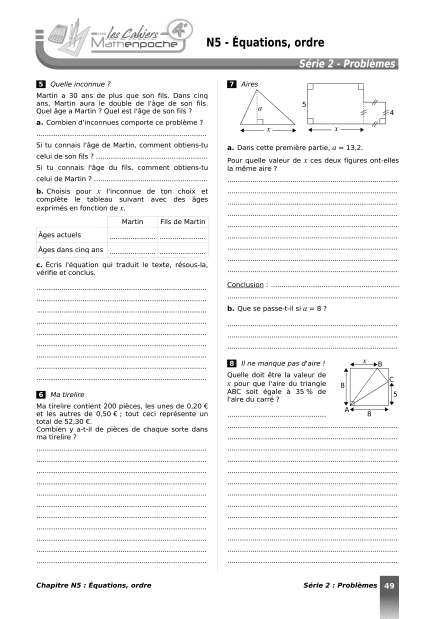 les Cahiers
Mathenpoche
4e
N5 - Équations, ordre
Série 2 - Problèmes
5 Quelle inconnue ?
Martin a 30 ans de plus que son fils. Dans cinq
ans, Martin aura le double de l'âge de son fils.
Quel âge a Martin ? Quel est l'âge de son fils ?
a. Combien d'inconnues comporte ce problème ?
Si tu connais l'âge de Martin, comment obtiens-tu
celui de son fils ?
Si tu connais l'âge du fils, comment obtiens-tu
celui de Martin ?
b. Choisis pour x l'inconnue de ton choix et
complète le tableau suivant avec des âges
exprimés en fonction de x.
Martin Fils de Martin
Âges actuels
Âges dans cinq ans
c. Écris l'équation qui traduit le texte, résous-la,
vérifie et conclus.
6 Ma tirelire
Ma tirelire contient 200 pièces, les unes de 0,20 €
et les autres de 0,50 € ; tout ceci représente un
total de 52,30 €.
Combien y a-t-il de pièces de chaque sorte dans
ma tirelire ?
7 Aires
a
x
5
x
4
a. Dans cette première partie, a = 13,2.
Pour quelle valeur de x ces deux figures ont-elles
la même aire ?
Conclusion :
b. Que se passe-t-il si a = 8 ?
8 Il ne manque pas d'aire !
Quelle doit être la valeur de
x pour que l'aire du triangle
ABC soit égale à 35 % de
l'aire du carré ?
x
B
8
C
5
A
8
Chapitre N5 : Équations, ordre
Série 2 : Problèmes 49